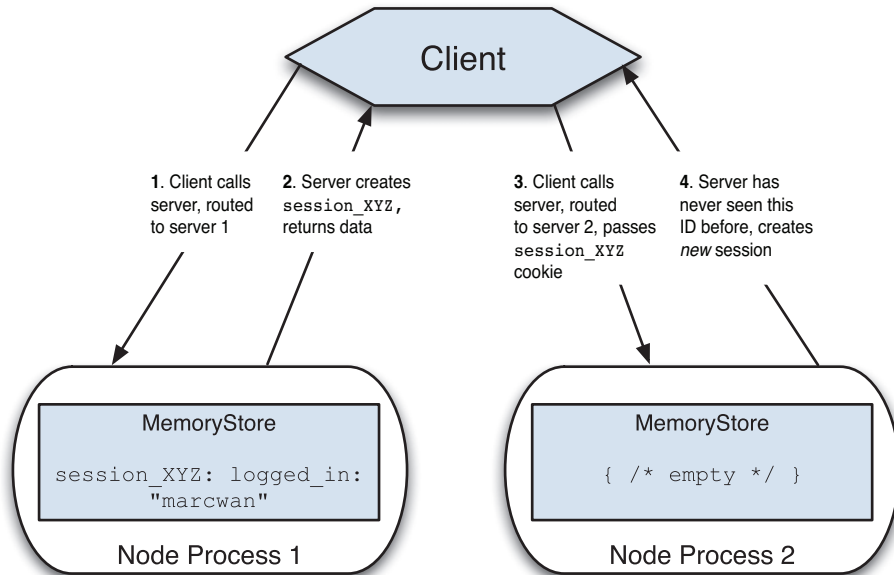 Client
1. Client calls
server, routed
to server 1
2. Server creates
session_XYZ,
returns data
3. Client calls
server, routed
to server 2, passes
session_XYZ
cookie
4. Server has
never seen this
ID before, creates
new session
MemoryStore
session_XYZ: logged_in:
"marcwan"
Node Process 1
MemoryStore
{ /* empty */ }
Node Process 2